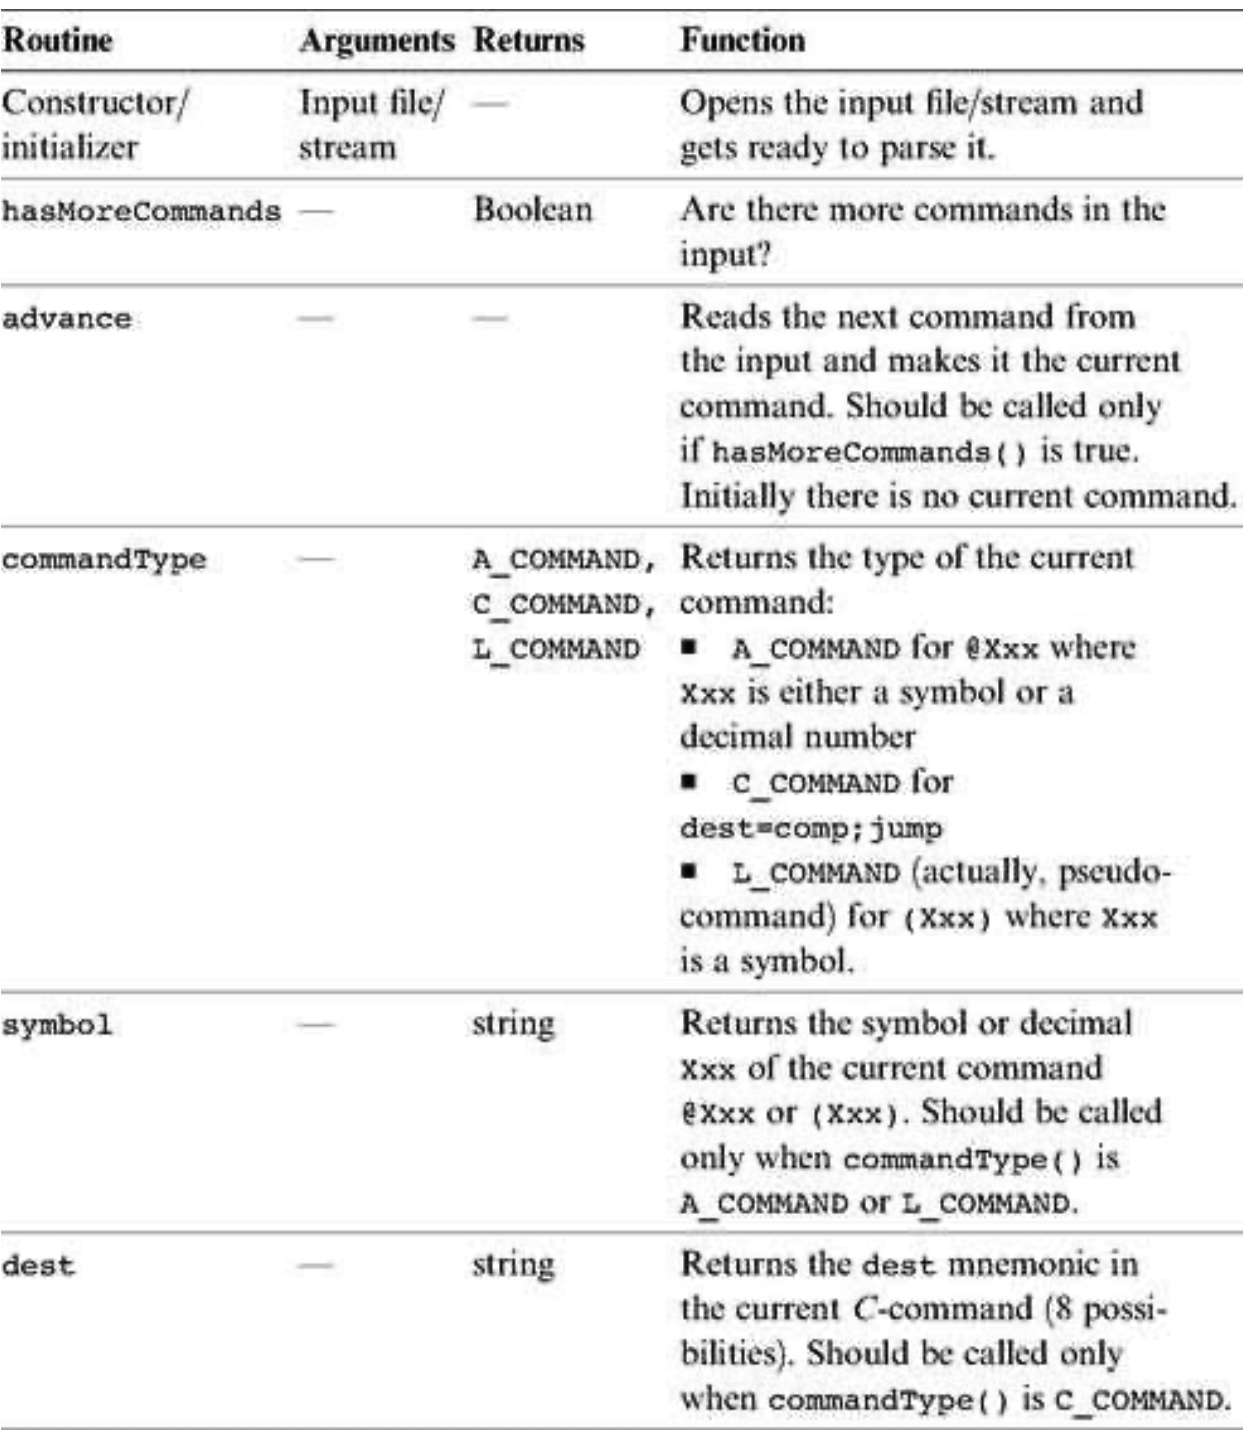 Routine Arguments Returns Function
Constructor/ Input file/ — Opens the input file/stream and
initializer stream gets ready to parse it.
hasMoreCommands — Boolean Are there more commands in the
input?
advance — — Reads the next command from
the input and makes it the current
command. Should be called only
if hasMoreCommands() is true.
Initially there is no current command.
commandType — A_COMMAND, Returns the type of the current
C_COMMAND, command:
L_COMMAND ■ A_COMMAND for @Xxx where
Xxx is either a symbol or a
decimal number
■ C_COMMAND for
dest=comp;jump
■ L_COMMAND (actually, pseudo-
command) for (Xxx) where Xxx
is a symbol.
symbol — string Returns the symbol or decimal
Xxx of the current command
@Xxx or (Xxx). Should be called
only when commandType() is
A_COMMAND or L_COMMAND.
dest — string Returns the dest mnemonic in
the current C-command (8 possi-
bilities). Should be called only
when commandType() is C_COMMAND.